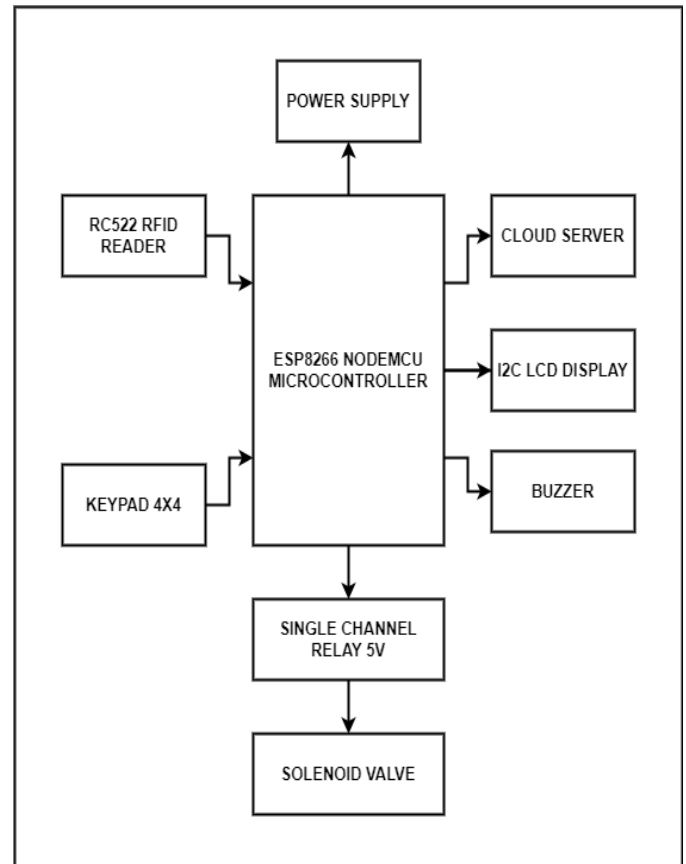 POWER SUPPLY
RC522 RFID
READER
CLOUD SERVER
ESP8266 NODEMCU
MICROCONTROLLER
I2C LCD DISPLAY
KEYPAD 4X4
BUZZER
SINGLE CHANNEL
RELAY 5V
SOLENOID VALVE